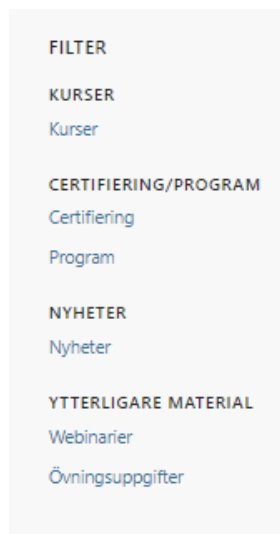 FILTER
KURSER
Kurser
CERTIFIERING/PROGRAM
Certifiering
Program
NYHETER
Nyheter
YTTERLIGARE MATERIAL
Webinarier
Övningsuppgifter